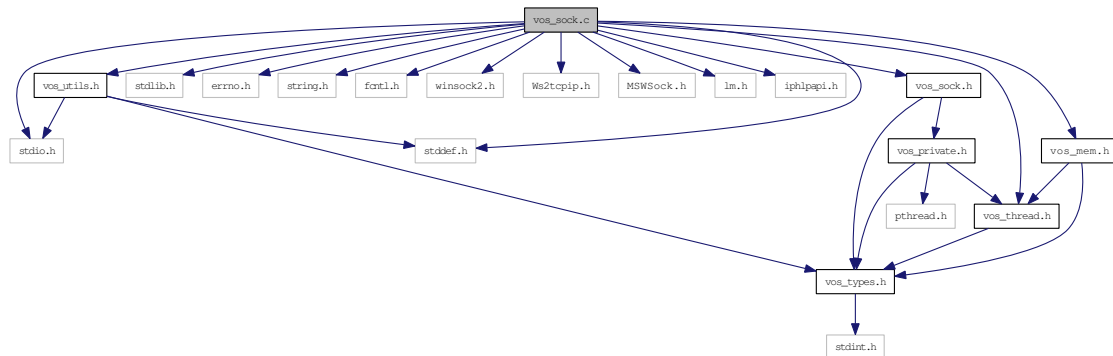 vos_sock.c
vos_utils.h
stdlib.h
errno.h
string.h
fcntl.h
winsock2.h
Ws2tcpip.h
MSWSock.h
lm.h
iphlpapi.h
vos_sock.h
stdio.h
stddef.h
vos_private.h
vos_mem.h
pthread.h
vos_thread.h
vos_types.h
stdint.h